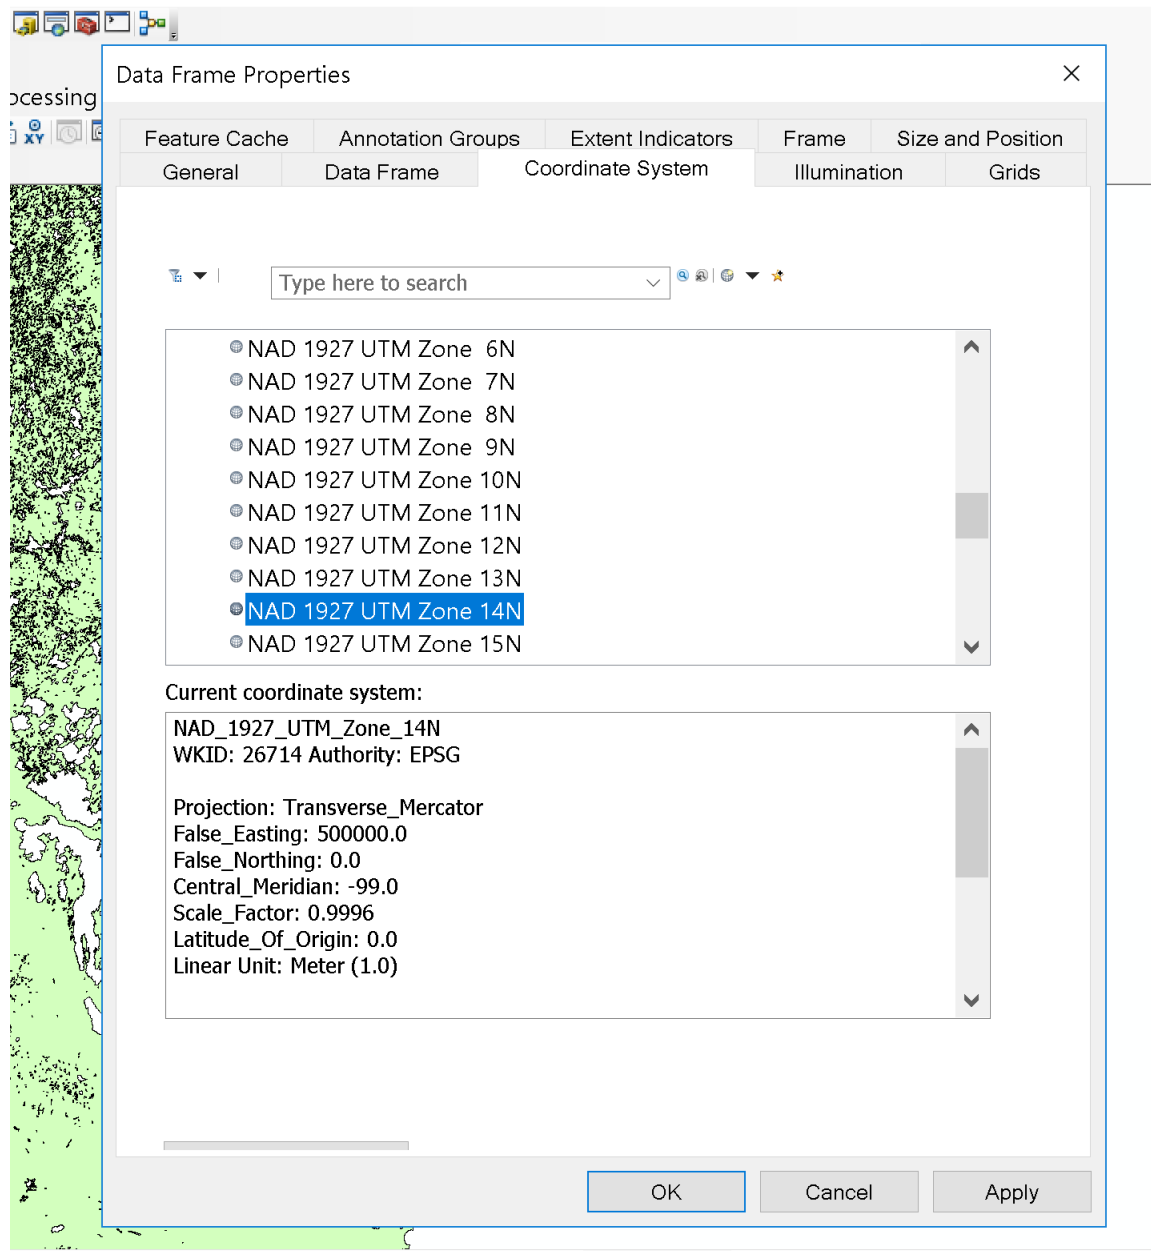 Data Frame Properties
ocessing
XY
Feature Cache Annotation Groups Extent Indicators Frame Size and Position
General Data Frame Coordinate System Illumination Grids
Type here to search
NAD 1927 UTM Zone 6N
NAD 1927 UTM Zone 7N
NAD 1927 UTM Zone 8N
NAD 1927 UTM Zone 9N
NAD 1927 UTM Zone 10N
NAD 1927 UTM Zone 11N
NAD 1927 UTM Zone 12N
NAD 1927 UTM Zone 13N
NAD 1927 UTM Zone 14N
NAD 1927 UTM Zone 15N
Current coordinate system:
NAD_1927_UTM_Zone_14N
WKID: 26714 Authority: EPSG
Projection: Transverse_Mercator
False_Easting: 500000.0
False_Northing: 0.0
Central_Meridian: -99.0
Scale_Factor: 0.9996
Latitude_Of_Origin: 0.0
Linear Unit: Meter (1.0)
OK Cancel Apply